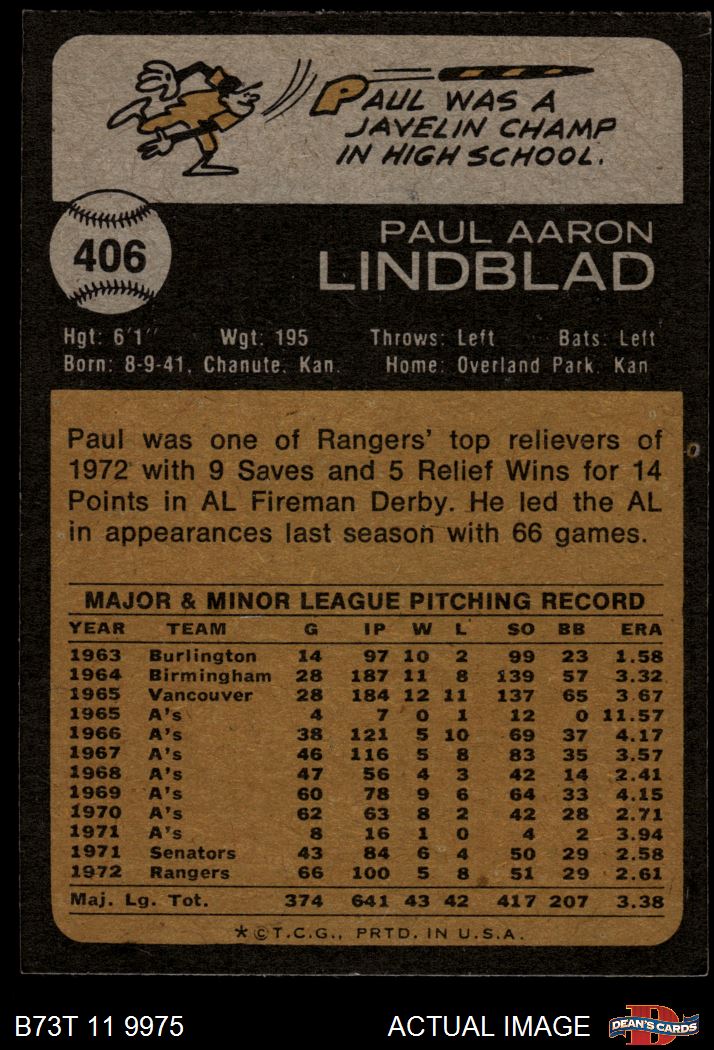 PAUL WAS A
JAVELIN CHAMP
IN HIGH SCHOOL.
406
PAUL AARON
LINDBLAD
Hgt: 6'1" Wgt: 195 Throws: Left Bats: Left
Born: 8-9-41, Chanute, Kan. Home: Overland Park, Kan
Paul was one of Rangers' top relievers of
1972 with 9 Saves and 5 Relief Wins for 14
Points in AL Fireman Derby. He led the AL
in appearances last season with 66 games.
MAJOR & MINOR LEAGUE PITCHING RECORD
YEAR TEAM G IP W L SO BB ERA
1963 Burlington 14 97 10 2 99 23 1.58
1964 Birmingham 28 187 11 8 139 57 3.32
1965 Vancouver 28 184 12 11 137 65 3.67
1965 A's 4 7 0 1 12 0 11.57
1966 A's 38 121 5 10 69 37 4.17
1967 A's 46 116 5 8 83 35 3.57
1968 A's 47 56 4 3 42 14 2.41
1969 A's 60 78 9 6 64 33 4.15
1970 A's 62 63 8 2 42 28 2.71
1971 A's 8 16 1 0 4 2 3.94
1971 Senators 43 84 6 4 50 29 2.58
1972 Rangers 66 100 5 8 51 29 2.61
Maj. Lg. Tot. 374 641 43 42 417 207 3.38
*©T.C.G., PRTD. IN U.S.A.
B73T 11 9975 ACTUAL IMAGE D DEAN'S CARDS